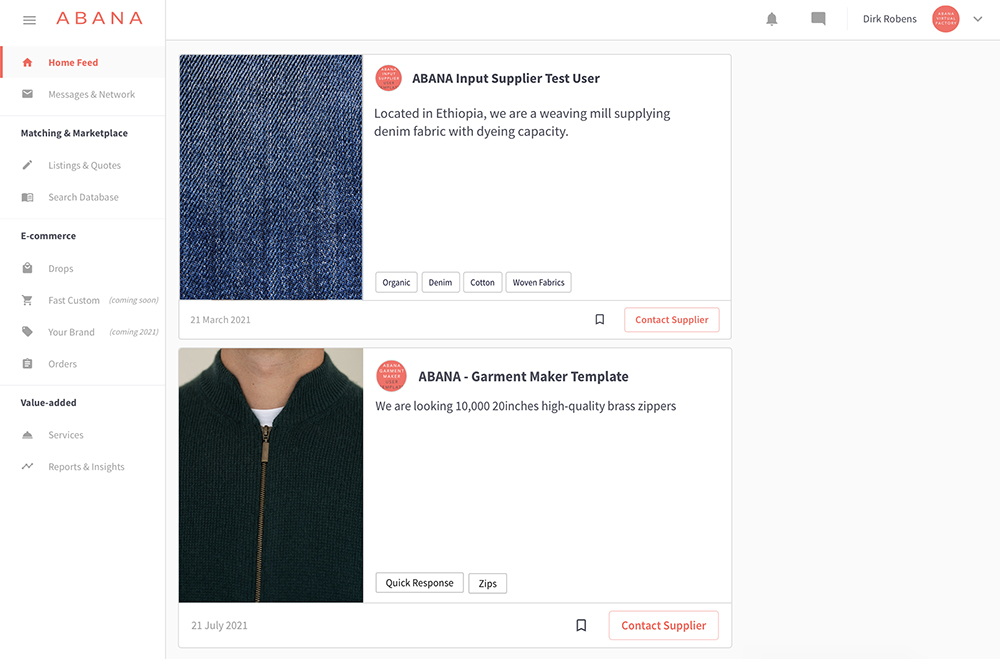 ABANA
Dirk Robens
ABANA
VIRTUAL
FACTORY
Home Feed
Messages & Network
Matching & Marketplace
Listings & Quotes
Search Database
E-commerce
Drops
Fast Custom (coming soon)
Your Brand (coming 2021)
Orders
Value-added
Services
Reports & Insights
ABANA
INPUT
SUPPLIER
ABANA Input Supplier Test User
Located in Ethiopia, we are a weaving mill supplying
denim fabric with dyeing capacity.
Organic Denim Cotton Woven Fabrics
21 March 2021 Contact Supplier
ABANA
GARMENT
MAKER
USER
ABANA - Garment Maker Template
We are looking 10,000 20inches high-quality brass zippers
Quick Response Zips
21 July 2021 Contact Supplier